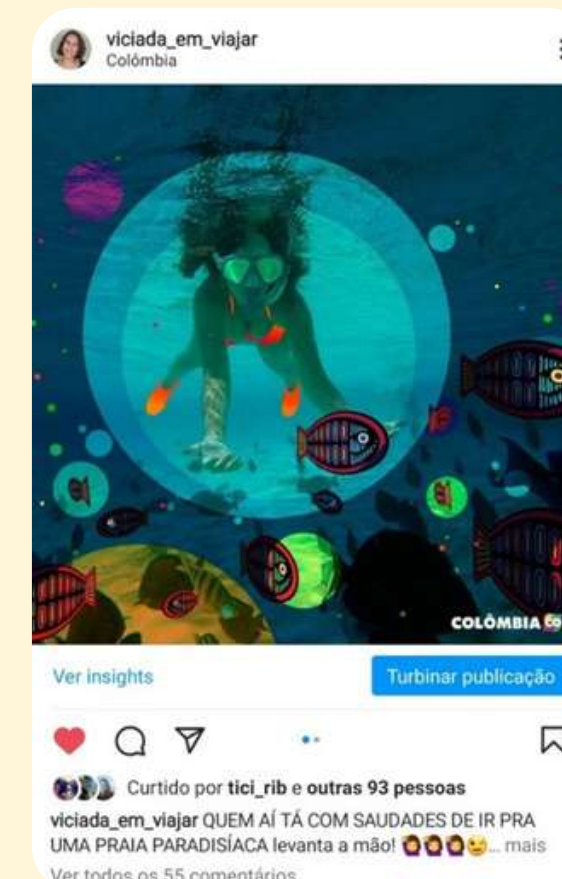 viciada_em_viajar
Colômbia
COLÔMBIA CO
Ver insights
Turbinar publicação
Curtido por tici_rib e outras 93 pessoas
viciada_em_viajar QUEM AÍ TÁ COM SAUDADES DE IR PRA
UMA PRAIA PARADISÍACA levanta a mão! 🙋‍♀️🙋‍♀️🙋‍♀️😉... mais
Ver todos os 55 comentários